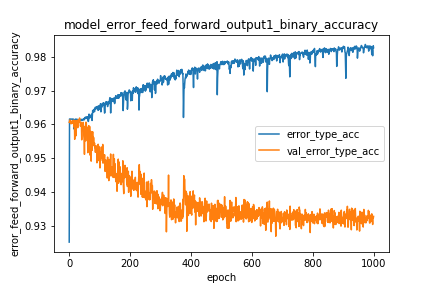 model_error_feed_forward_output1_binary_accuracy
error_feed_forward_output1_binary_accuracy
0.98
0.97
0.96
0.95
0.94
0.93
error_type_acc
val_error_type_acc
0
200
400
600
800
1000
epoch